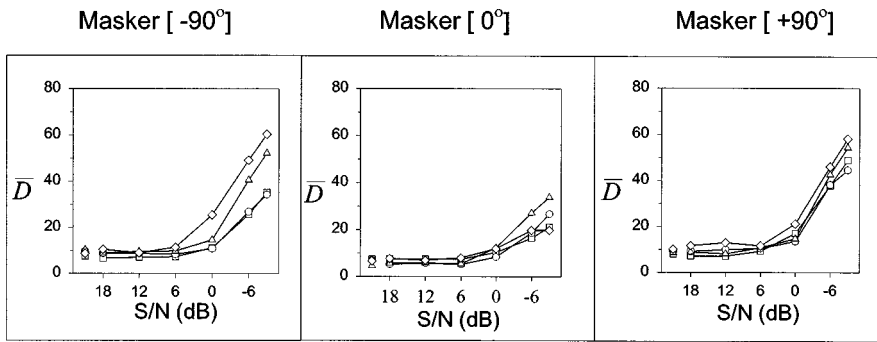 Masker [ -90°] Masker [ 0°] Masker [ +90°]
80 80 80
60 60 60
40 40 40
D̅ D̅ D̅
20 20 20
0 0 0
18 12 6 0 -6 18 12 6 0 -6 18 12 6 0 -6
S/N (dB) S/N (dB) S/N (dB)